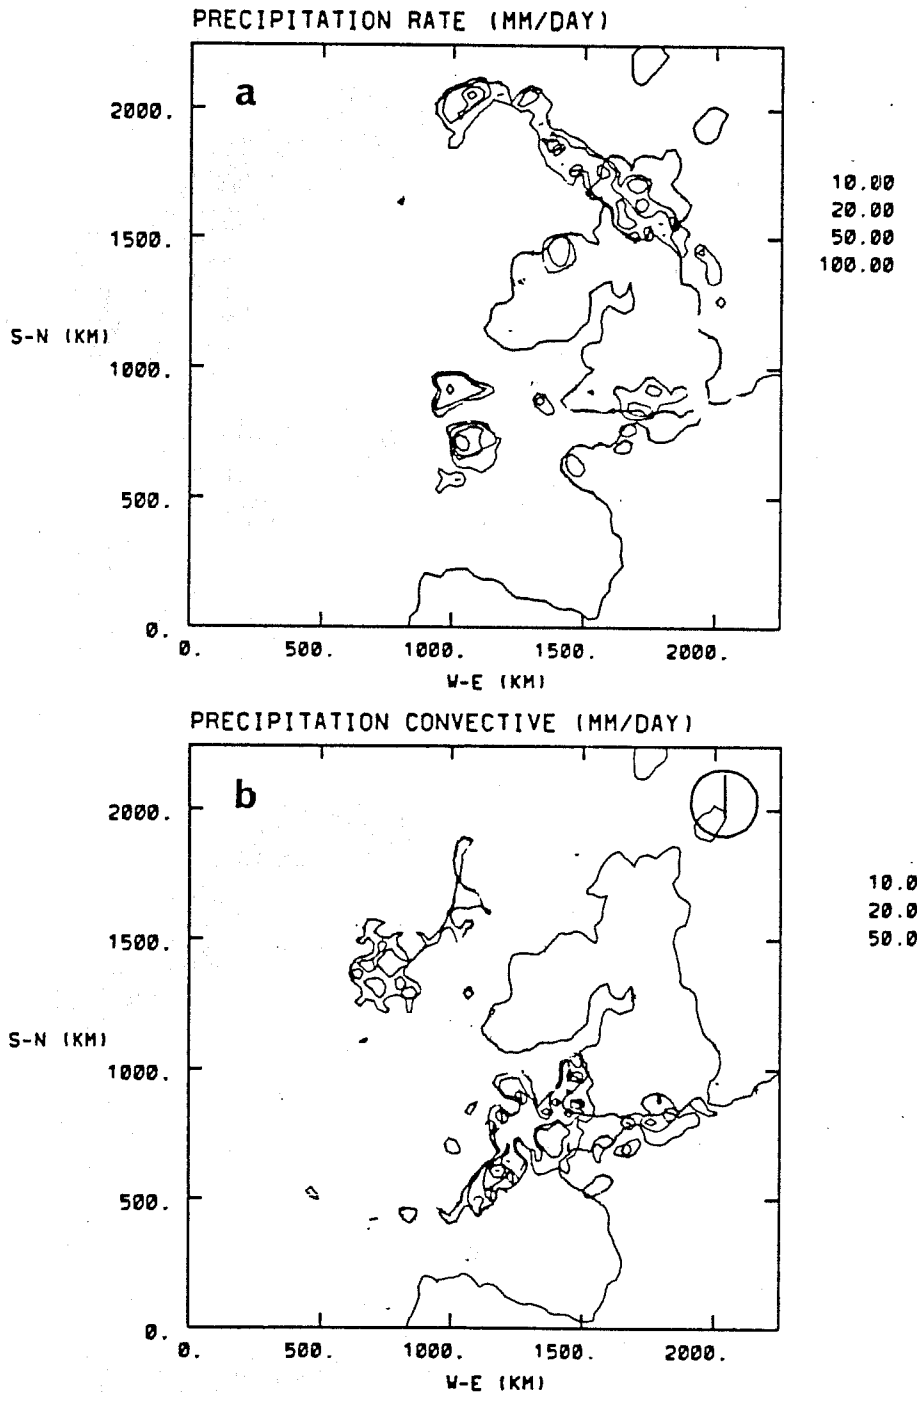 PRECIPITATION RATE (MM/DAY)
a
2000.
10.00
20.00
1500.
50.00
100.00
S-N (KM)
1000.
500.
0.
0. 500. 1000. 1500. 2000.
W-E (KM)
PRECIPITATION CONVECTIVE (MM/DAY)
b
2000.
10.0
20.0
1500.
50.0
S-N (KM)
1000.
500.
0.
0. 500. 1000. 1500. 2000.
W-E (KM)